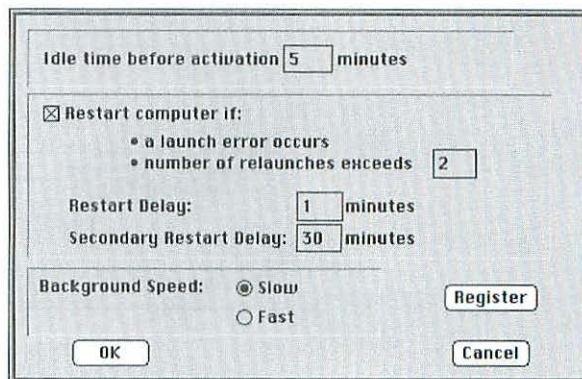 Idle time before activation 5 minutes
Restart computer if:
• a launch error occurs
• number of relaunches exceeds 2
Restart Delay: 1 minutes
Secondary Restart Delay: 30 minutes
Background Speed: Slow
Fast
Register
OK
Cancel